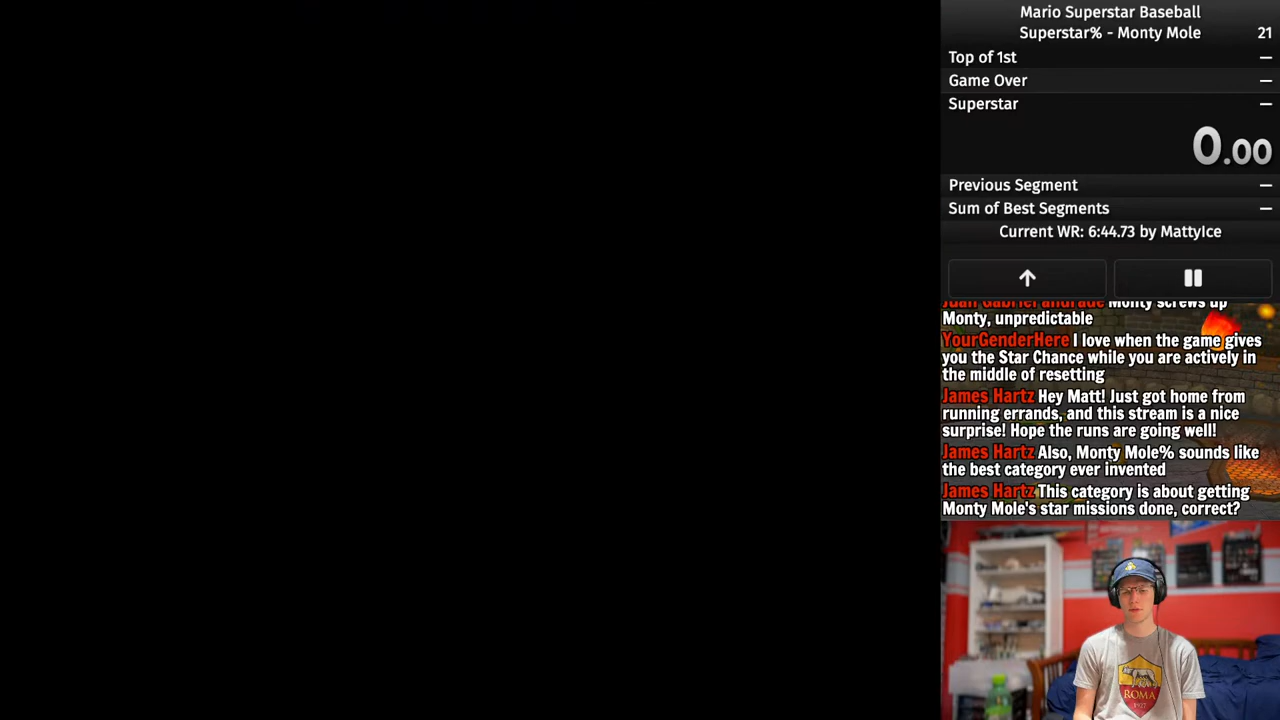 Mario Superstar Baseball
Superstar% - Monty Mole 21
Top of 1st —
Game Over —
Superstar —
0.00
Previous Segment —
Sum of Best Segments —
Current WR: 6:44.73 by MattyIce
Juan Gabriel andrade Monty screws up
Monty, unpredictable
YourGenderHere I love when the game gives
you the Star Chance while you are actively in
the middle of resetting
James Hartz Hey Matt! Just got home from
running errands, and this stream is a nice
surprise! Hope the runs are going well!
James Hartz Also, Monty Mole% sounds like
the best category ever invented
James Hartz This category is about getting
Monty Mole's star missions done, correct?
ROMA
1927